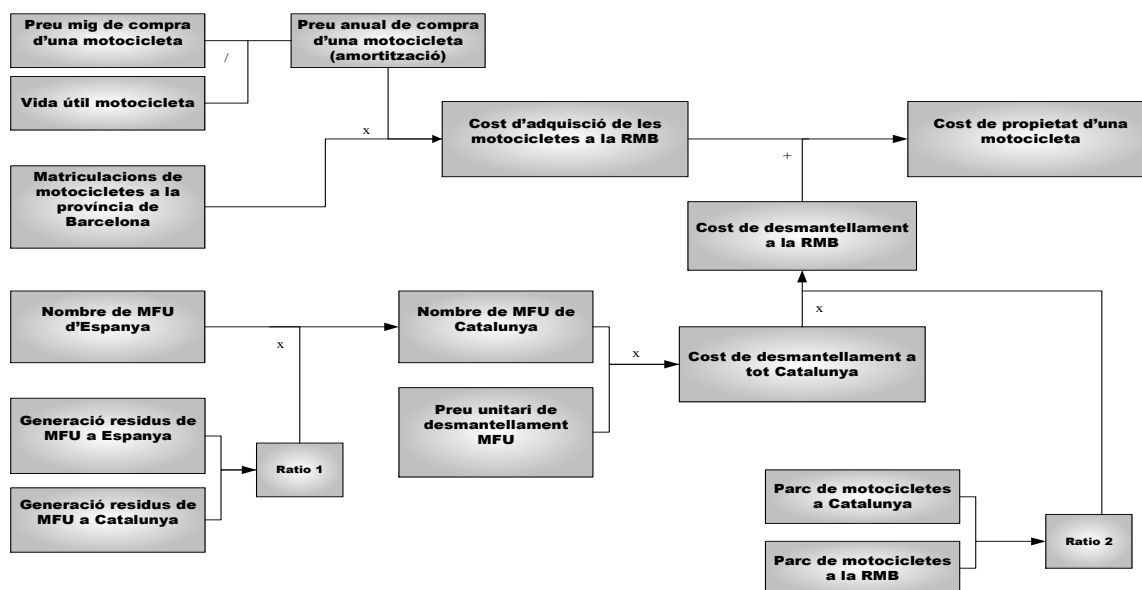 Preu mig de compra
d’una motocicleta
Preu anual de compra
d’una motocicleta
(amortització)
/
Vida útil motocicleta
x
Cost d’adquisció de les
motocicletes a la RMB
Cost de propietat d’una
motocicleta
+
Matriculacions de
motocicletes a la
província de
Barcelona
Cost de desmantellament
a la RMB
Nombre de MFU
d’Espanya
x
Nombre de MFU de
Catalunya
x
Cost de desmantellament a
tot Catalunya
x
Preu unitari de
desmantellament
MFU
Generació residus de
MFU a Espanya
Ratio 1
Generació residus de
MFU a Catalunya
Parc de motocicletes
a Catalunya
Ratio 2
Parc de motocicletes
a la RMB